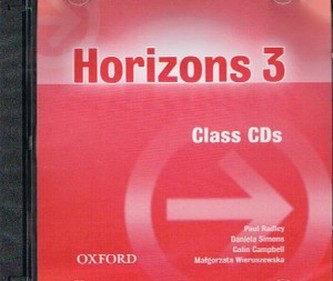 Horizons 3
Class CDs
Paul Radley
Daniela Simons
Colin Campbell
Małgorzata Wieruszewska
OXFORD